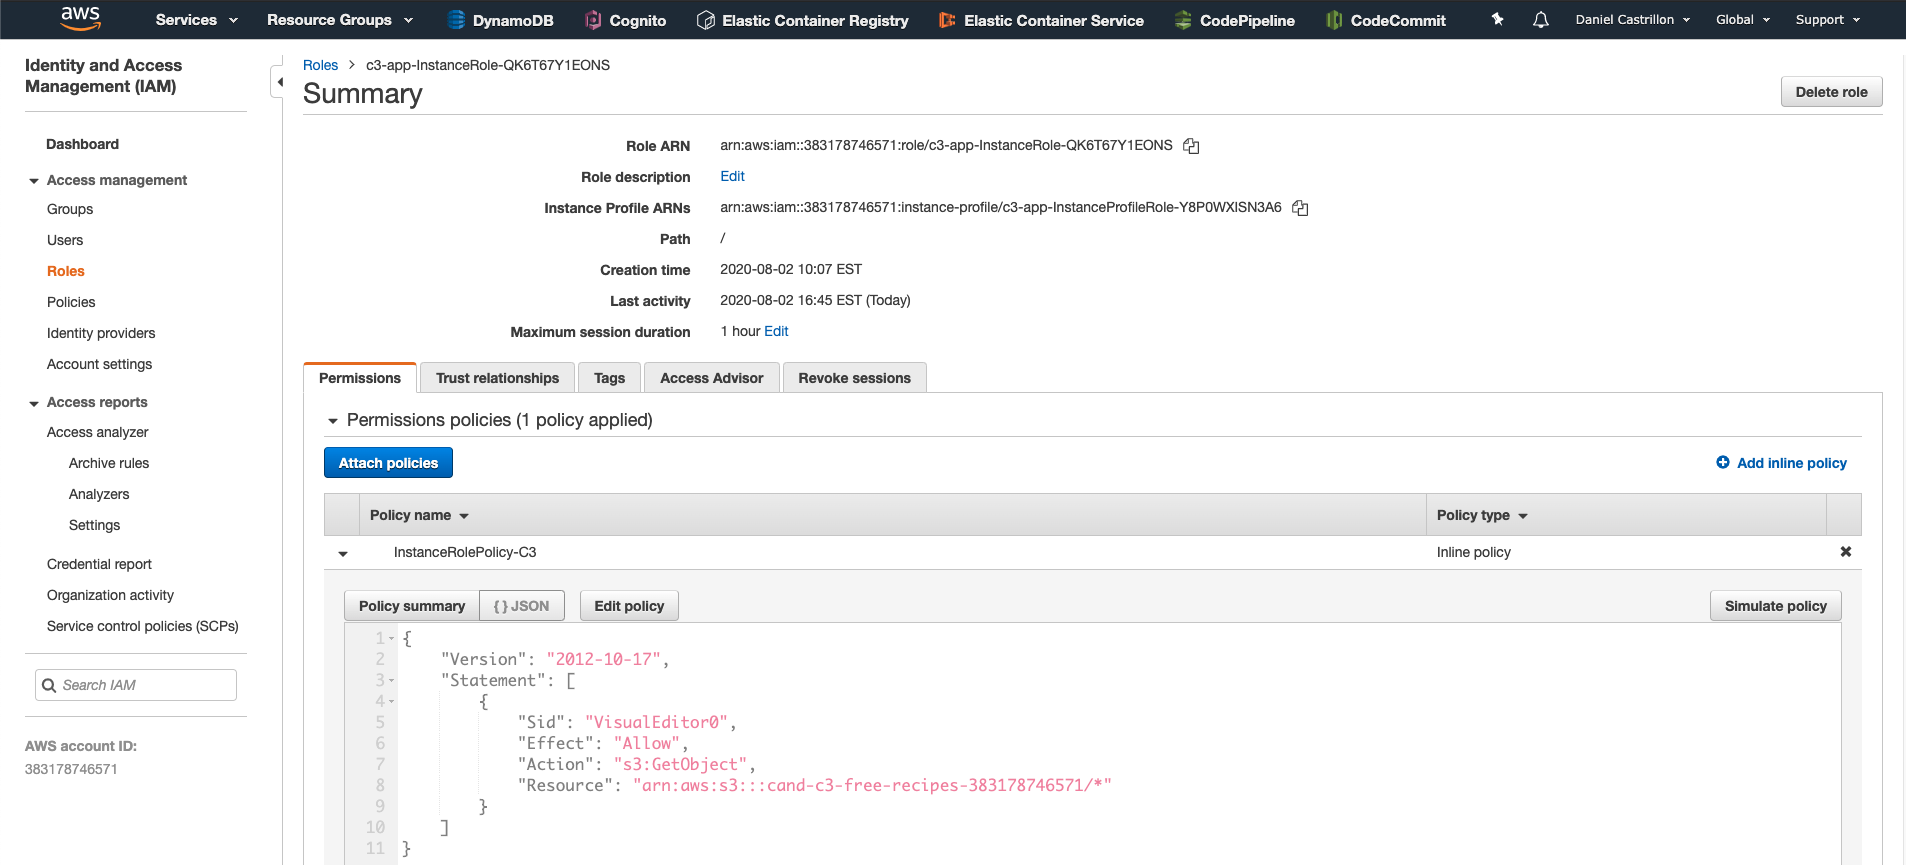 aws Services Resource Groups DynamoDB Cognito Elastic Container Registry Elastic Container Service CodePipeline CodeCommit Daniel Castrillon Global Support
Identity and Access
Management (IAM)
Dashboard
Access management
Groups
Users
Roles
Policies
Identity providers
Account settings
Access reports
Access analyzer
Archive rules
Analyzers
Settings
Credential report
Organization activity
Service control policies (SCPs)
Search IAM
AWS account ID:
383178746571
Roles > c3-app-InstanceRole-QK6T67Y1EONS
Summary
Delete role
Role ARN arn:aws:iam::383178746571:role/c3-app-InstanceRole-QK6T67Y1EONS
Role description Edit
Instance Profile ARNs arn:aws:iam::383178746571:instance-profile/c3-app-InstanceProfileRole-Y8P0WXISN3A6
Path /
Creation time 2020-08-02 10:07 EST
Last activity 2020-08-02 16:45 EST (Today)
Maximum session duration 1 hour Edit
Permissions Trust relationships Tags Access Advisor Revoke sessions
Permissions policies (1 policy applied)
Attach policies Add inline policy
Policy name Policy type
InstanceRolePolicy-C3 Inline policy
Policy summary { } JSON Edit policy Simulate policy
1 {
2 "Version": "2012-10-17",
3 "Statement": [
4 {
5 "Sid": "VisualEditor0",
6 "Effect": "Allow",
7 "Action": "s3:GetObject",
8 "Resource": "arn:aws:s3:::cand-c3-free-recipes-383178746571/*"
9 }
10 ]
11 }